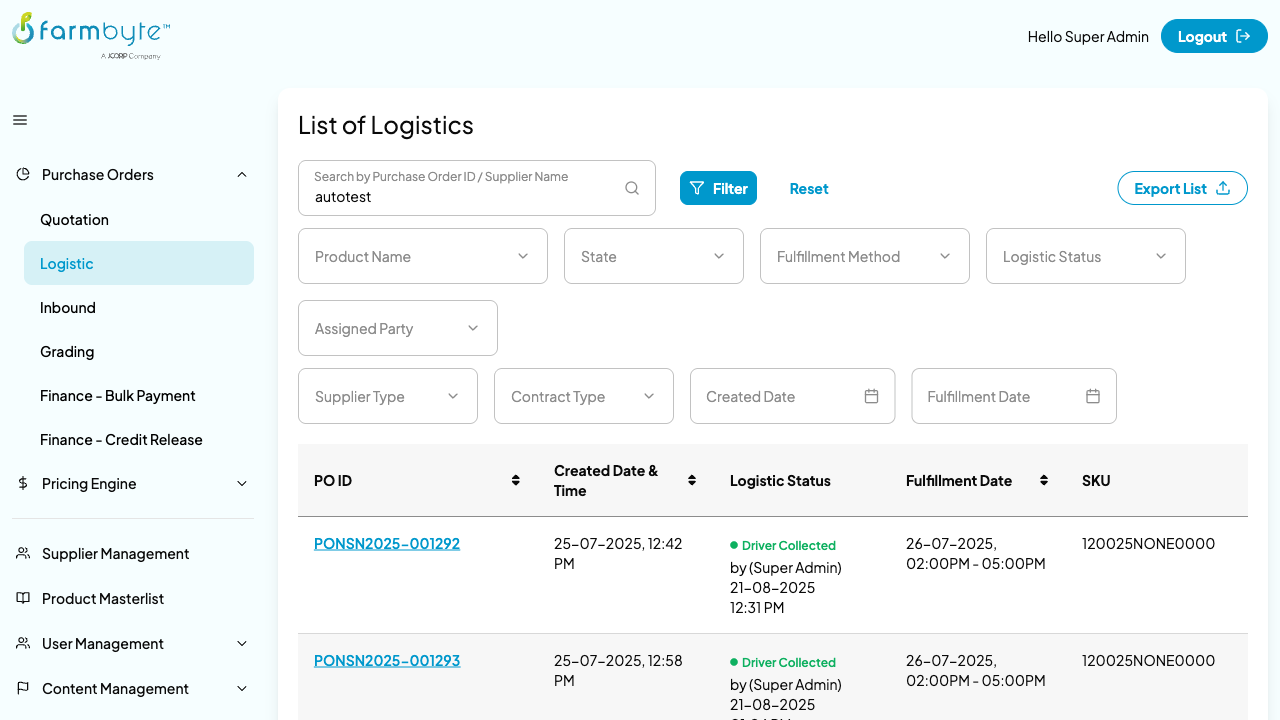 farmbyte™
A JCORP Company
Hello Super Admin
Logout
Purchase Orders
Quotation
Logistic
Inbound
Grading
Finance - Bulk Payment
Finance - Credit Release
Pricing Engine
Supplier Management
Product Masterlist
User Management
Content Management
List of Logistics
Search by Purchase Order ID / Supplier Name
autotest
Filter
Reset
Export List
Product Name
State
Fulfillment Method
Logistic Status
Assigned Party
Supplier Type
Contract Type
Created Date
Fulfillment Date
PO ID
Created Date &
Time
Logistic Status
Fulfillment Date
SKU
PONSN2025-001292
25-07-2025, 12:42
PM
Driver Collected
by (Super Admin)
21-08-2025
12:31 PM
26-07-2025,
02:00PM - 05:00PM
120025NONE0000
PONSN2025-001293
25-07-2025, 12:58
PM
Driver Collected
by (Super Admin)
21-08-2025
26-07-2025,
02:00PM - 05:00PM
120025NONE0000